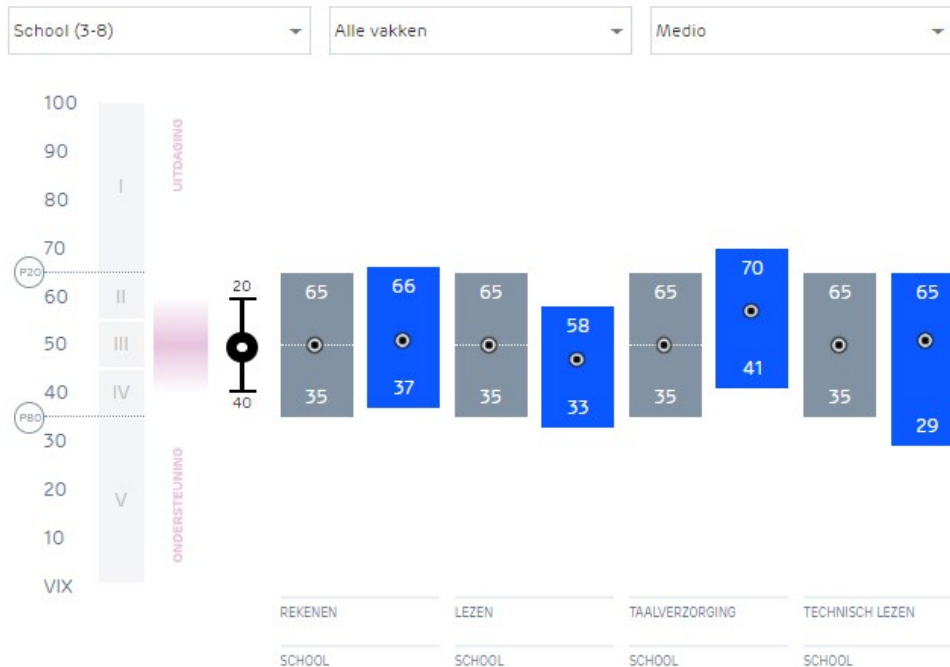 School (3-8) Alle vakken Medio
100
90
80
70
60
50
40
30
20
10
VIX
P20
P80
I
II
III
IV
V
UITDAGING
ONDERSTEUNING
20
40
65 66 65 58 65 70 65 65
35 37 35 33 35 41 35 29
REKENEN LEZEN TAALVERZORGING TECHNISCH LEZEN
SCHOOL SCHOOL SCHOOL SCHOOL